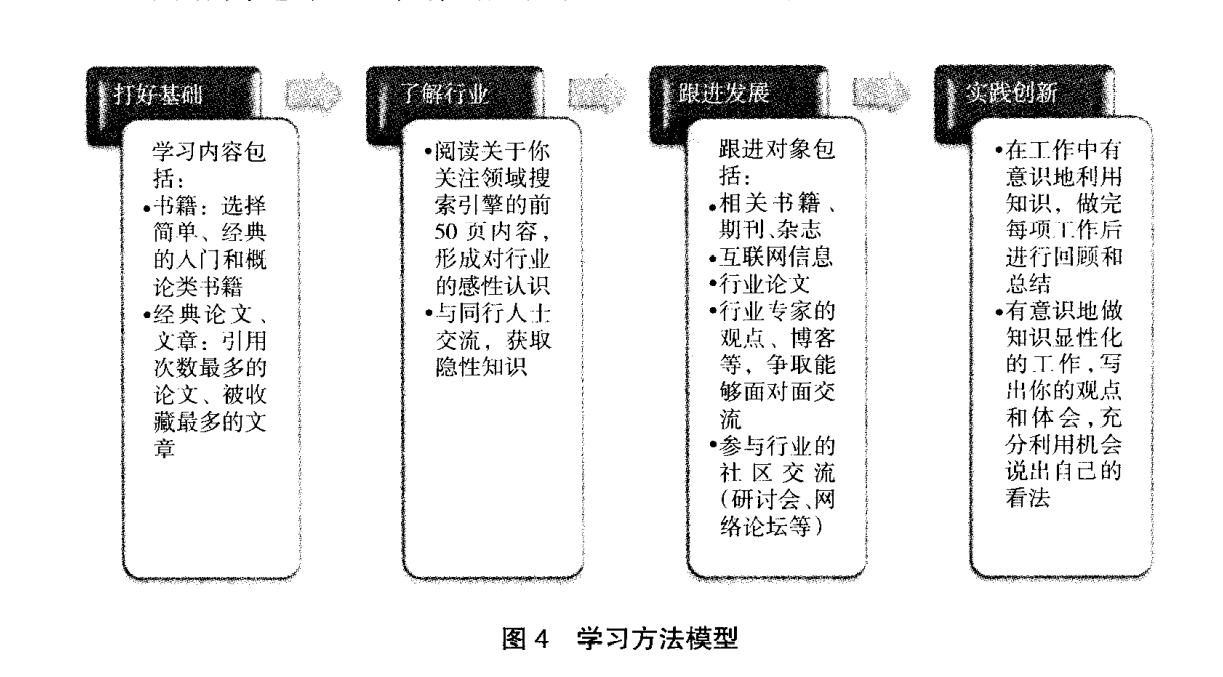 打好基础
学习内容包
括：
•书籍：选择
简单、经典
的入门和概
论类书籍
•经典论文、
文章：引用
次数最多的
论文、被收
藏最多的文
章
了解行业
•阅读关于你
关注领域搜
索引擎的前
50 页内容，
形成对行业
的感性认识
•与同行人士
交流，获取
隐性知识
跟进发展
跟进对象包
括：
•相关书籍、
期刊、杂志
•互联网信息
•行业论文
•行业专家的
观点、博客
等，争取能
够面对面交
流
•参与行业的
社区交流
（研讨会、网
络论坛等）
实践创新
•在工作中有
意识地利用
知识，做完
每项工作后
进行回顾和
总结
•有意识地做
知识显性化
的工作，写
出你的观点
和体会，充
分利用机会
说出自己的
看法
图 4 学习方法模型